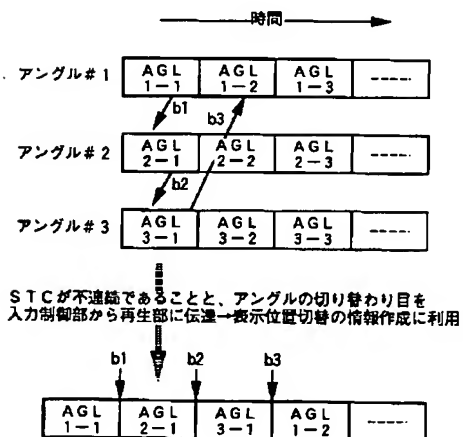 時間
アングル#1 AGL 1-1 AGL 1-2 AGL 1-3 -----
b1 b3
アングル#2 AGL 2-1 AGL 2-2 AGL 2-3 -----
b2
アングル#3 AGL 3-1 AGL 3-2 AGL 3-3 -----
STCが不連続であることと、アングルの切り替わり目を
入力制御部から再生部に伝達→表示位置切替の情報作成に利用
b1 b2 b3
AGL 1-1 AGL 2-1 AGL 3-1 AGL 1-2 -----